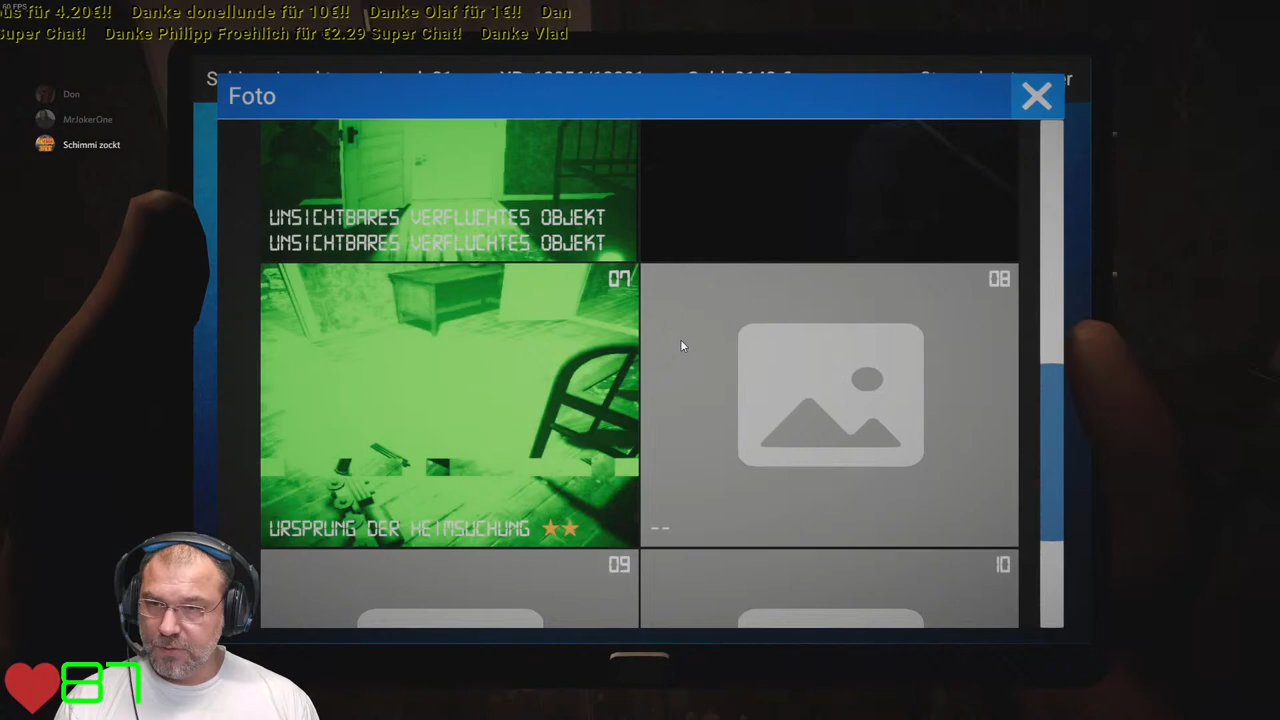 60 FPS
us für 4.20€!! Danke donellunde für 10€!! Danke Olaf für 1€!! Dan
Super Chat! Danke Philipp Froehlich für €2.29 Super Chat! Danke Vlad
Don
MrJokerOne
Schimmi zockt
Foto
UNSICHTBARES VERFLUCHTES OBJEKT
UNSICHTBARES VERFLUCHTES OBJEKT
07
08
URSPRUNG DER HEIMSUCHUNG
--
09
10
87